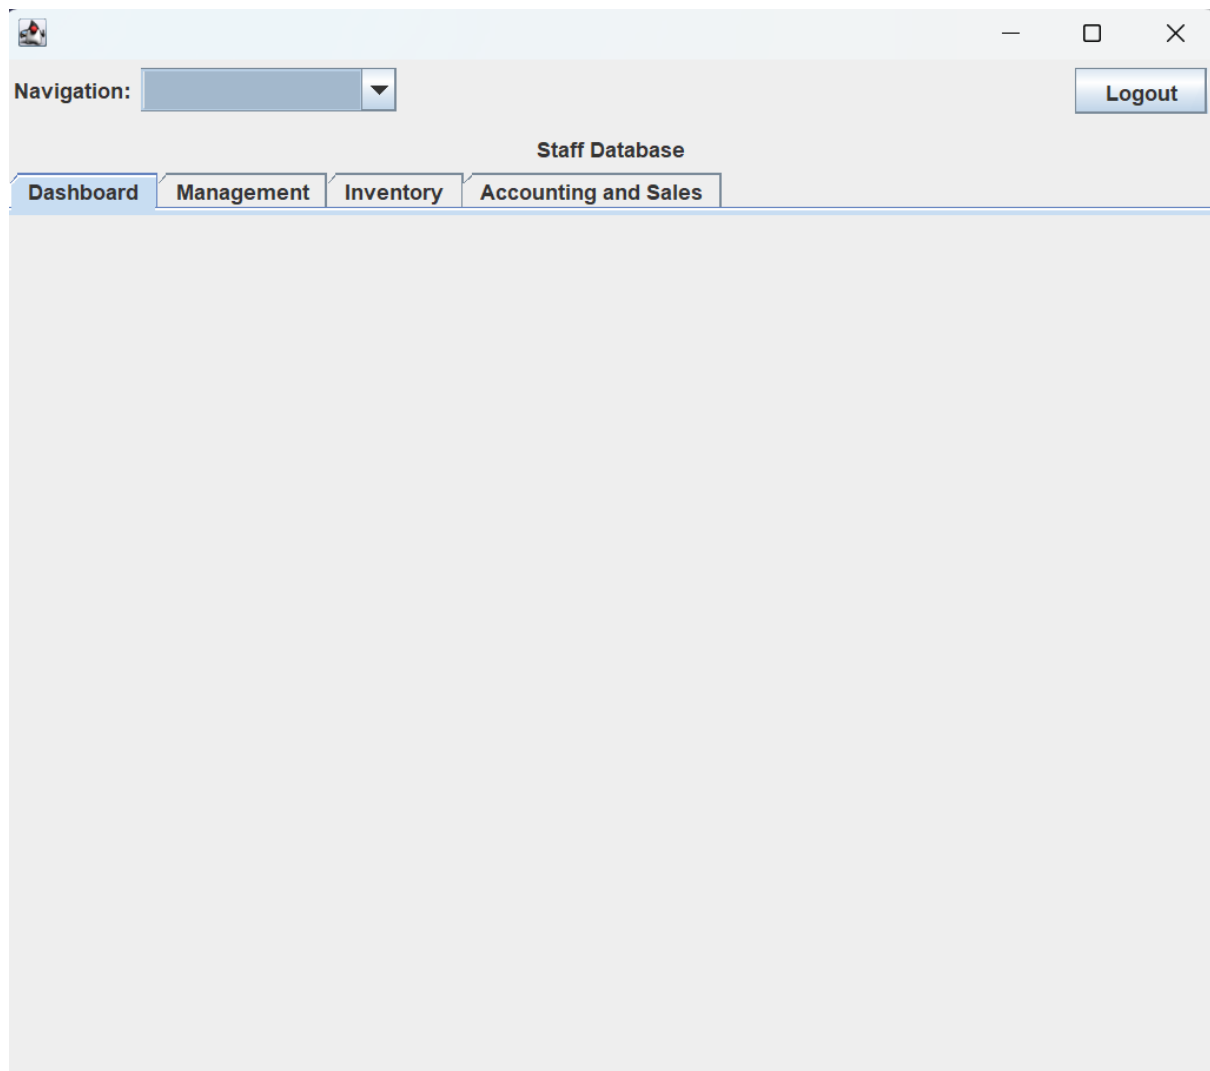 Navigation:
Logout
Staff Database
Dashboard Management Inventory Accounting and Sales